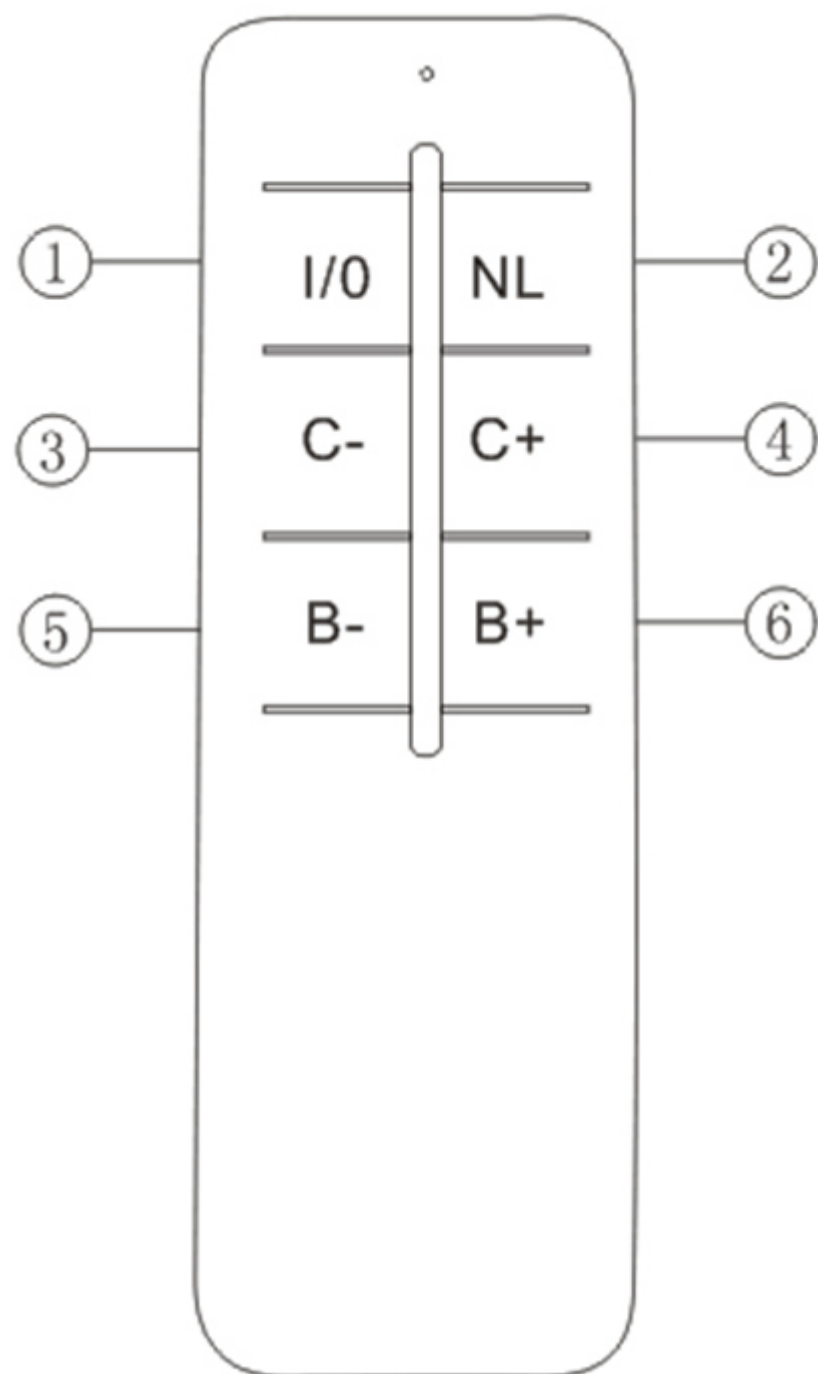 ① I/0 NL ②
③ C- C+ ④
⑤ B- B+ ⑥